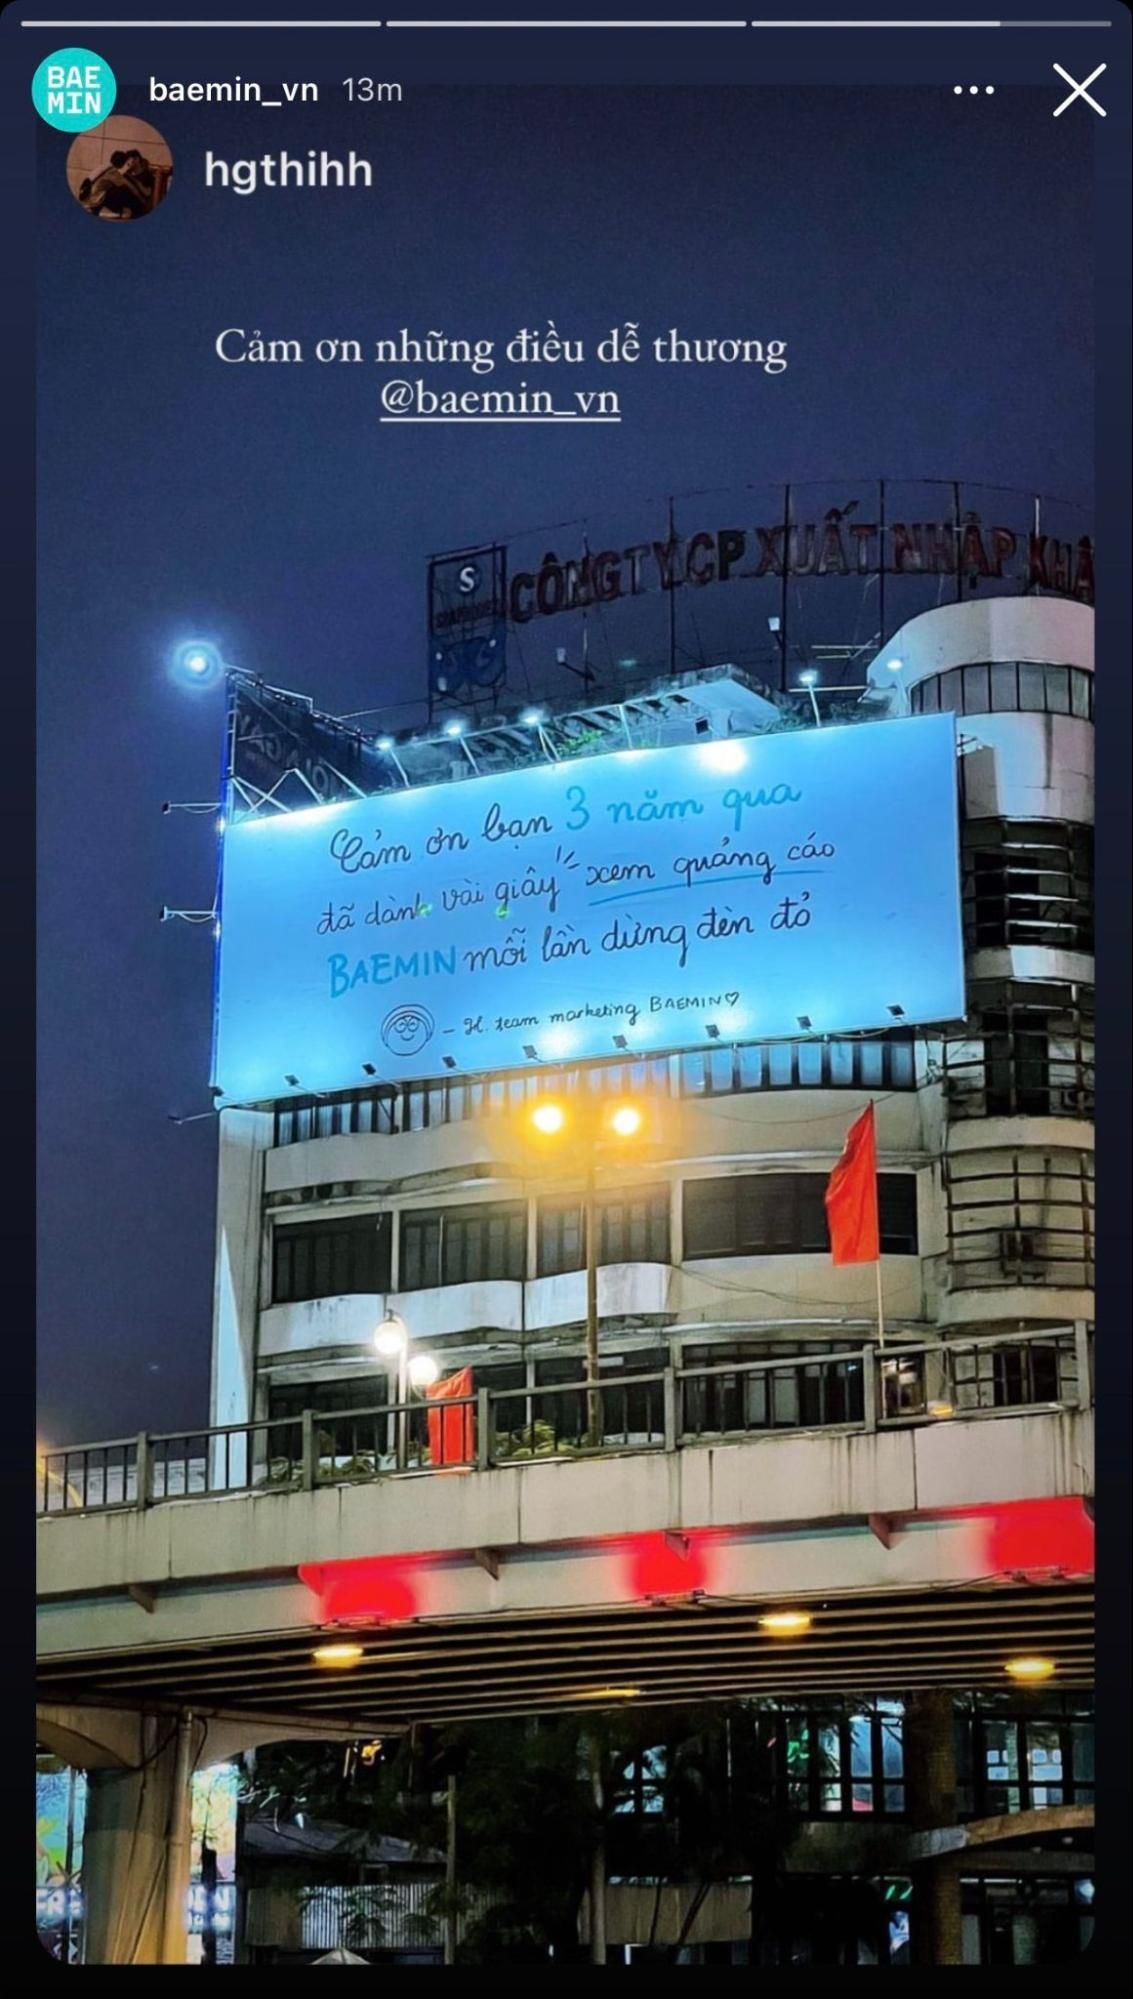 BAE
MIN
baemin_vn 13m
hgthihh
Cảm ơn những điều dễ thương
@baemin_vn
S
CÔNG TY CP XUẤT NHẬP KHẨ
Cảm ơn bạn 3 năm qua
đã dành vài giây xem quảng cáo
BAEMIN mỗi lần dừng đèn đỏ
- H. team marketing BAEMIN♡